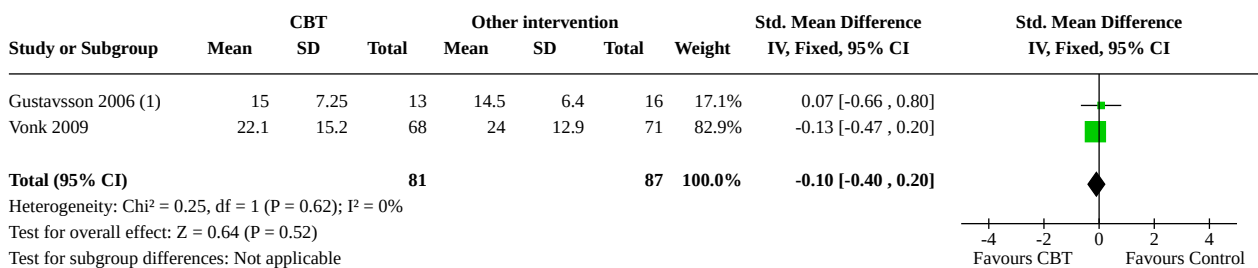 CBT Other intervention Std. Mean Difference Std. Mean Difference
Study or Subgroup Mean SD Total Mean SD Total Weight IV, Fixed, 95% CI IV, Fixed, 95% CI
Gustavsson 2006 (1) 15 7.25 13 14.5 6.4 16 17.1% 0.07 [-0.66 , 0.80]
Vonk 2009 22.1 15.2 68 24 12.9 71 82.9% -0.13 [-0.47 , 0.20]
Total (95% CI) 81 87 100.0% -0.10 [-0.40 , 0.20]
Heterogeneity: Chi² = 0.25, df = 1 (P = 0.62); I² = 0%
Test for overall effect: Z = 0.64 (P = 0.52) -4 -2 0 2 4
Test for subgroup differences: Not applicable Favours CBT Favours Control